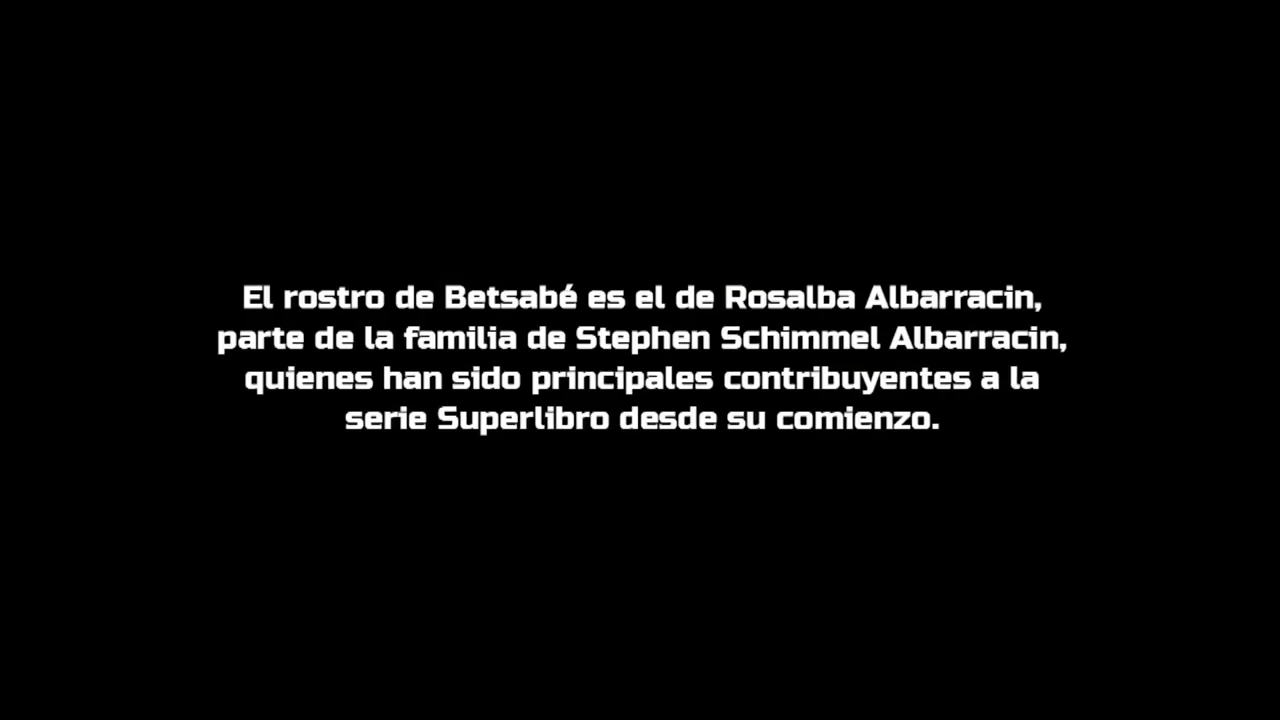 El rostro de Betsabé es el de Rosalba Albarracin,
parte de la familia de Stephen Schimmel Albarracin,
quienes han sido principales contribuyentes a la
serie Superlibro desde su comienzo.